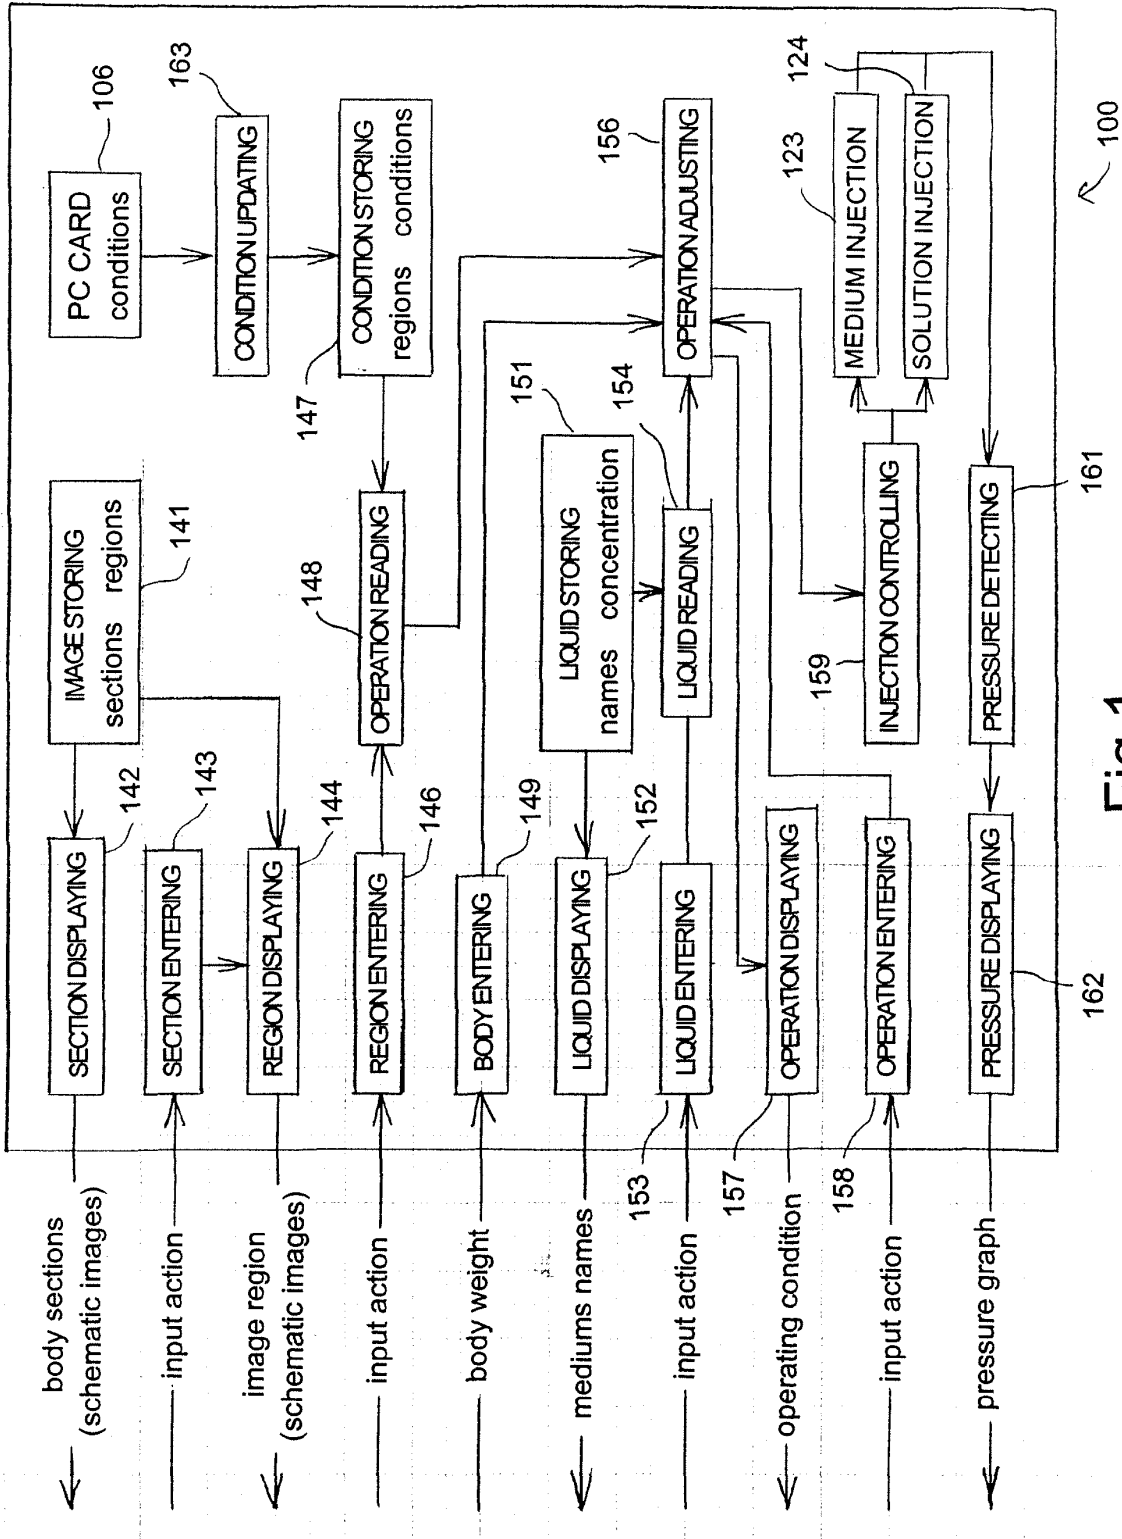 body sections
(schematic images)
input action
image region
(schematic images)
input action
body weight
mediums names
input action
operating condition
input action
pressure graph
SECTION DISPLAYING
142
SECTION ENTERING
143
REGION DISPLAYING
144
REGION ENTERING
146
BODY ENTERING
149
LIQUID DISPLAYING
152
LIQUID ENTERING
153
OPERATION DISPLAYING
157
OPERATION ENTERING
158
PRESSURE DISPLAYING
162
IMAGE STORING
sections regions
141
OPERATION READING
148
LIQUID STORING
names concentration
151
LIQUID READING
154
INJECTION CONTROLLING
159
PRESSURE DETECTING
161
PC CARD
conditions
106
CONDITION UPDATING
163
CONDITION STORING
regions conditions
147
OPERATION ADJUSTING
156
MEDIUM INJECTION
123
SOLUTION INJECTION
124
100